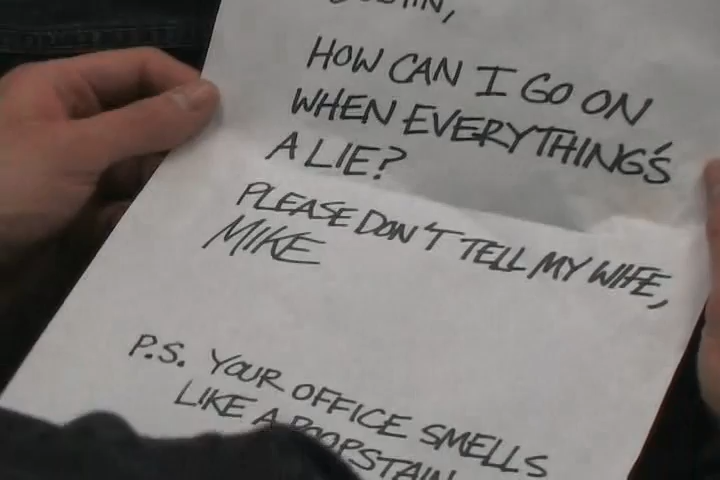 HOW CAN I GO ON
WHEN EVERYTHING'S
A LIE?
PLEASE DON'T TELL MY WIFE,
MIKE
P.S. YOUR OFFICE SMELLS
LIKE A POOPSTAIN